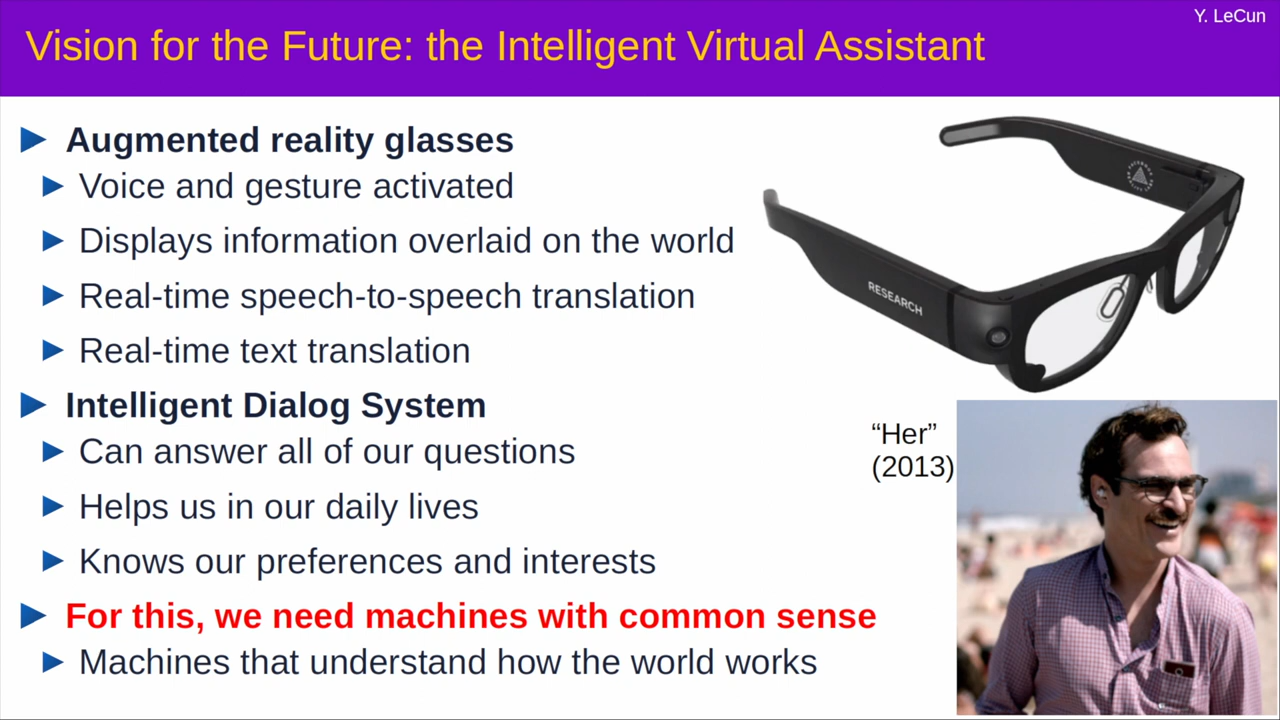 Y. LeCun
Vision for the Future: the Intelligent Virtual Assistant
Augmented reality glasses
Voice and gesture activated
Displays information overlaid on the world
Real-time speech-to-speech translation
Real-time text translation
Intelligent Dialog System
Can answer all of our questions
Helps us in our daily lives
Knows our preferences and interests
For this, we need machines with common sense
Machines that understand how the world works
RESEARCH
“Her”
(2013)